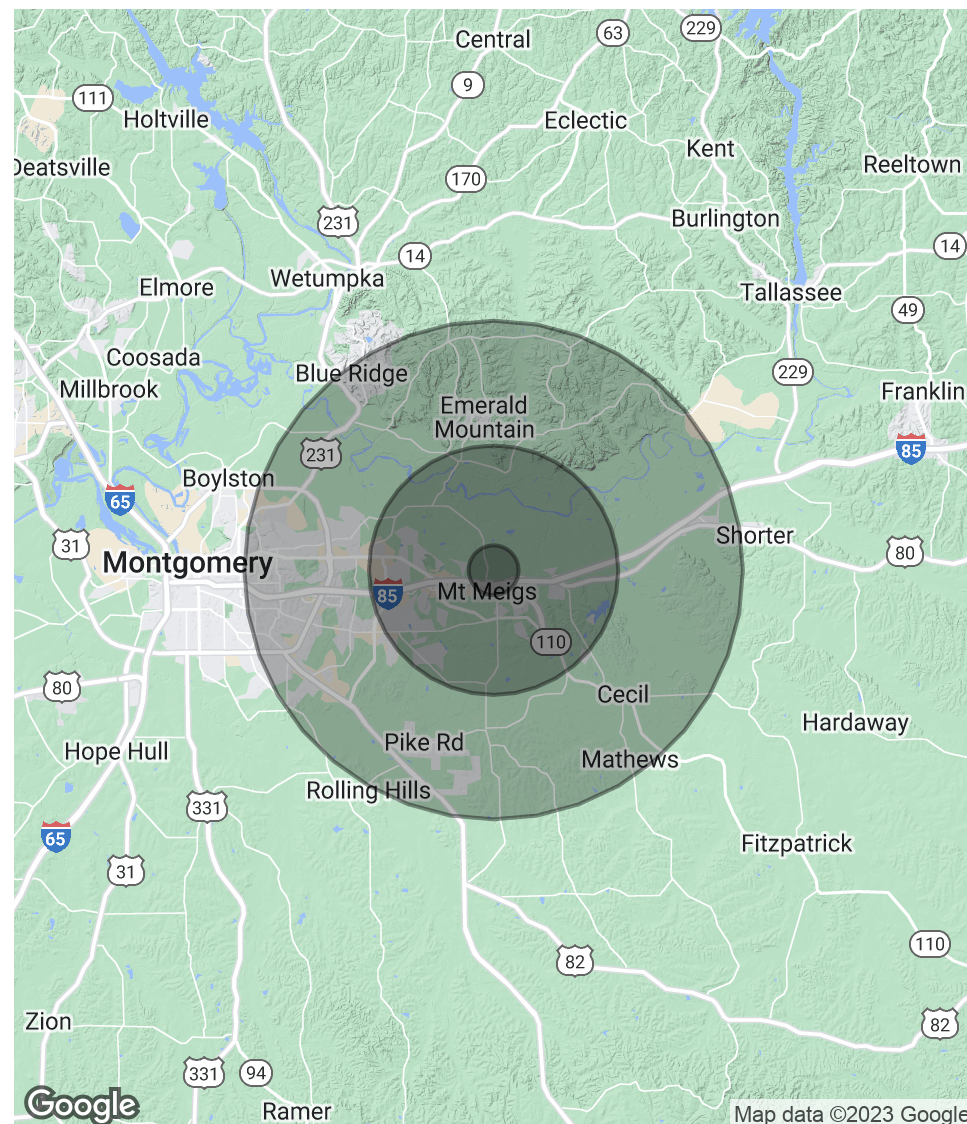 Central
63
229
9
111
Holtville
Eclectic
Kent
Deatsville
Reeltown
170
231
Burlington
14
14
Wetumpka
Elmore
Tallassee
49
Coosada
Blue Ridge
229
Millbrook
Franklin
Emerald
Mountain
231
85
Boylston
65
31
Shorter
80
Montgomery
Mt Meigs
85
110
80
Cecil
Hardaway
Pike Rd
Hope Hull
Mathews
Rolling Hills
331
65
Fitzpatrick
31
110
82
Zion
82
331
94
Google
Ramer
Map data ©2023 Google